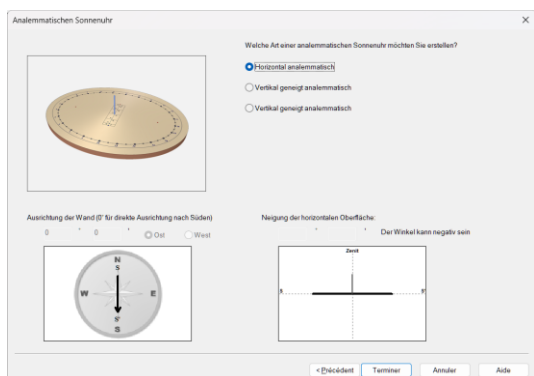 Analemmatischen Sonnenuhr
Welche Art einer analemmatischen Sonnenuhr möchten Sie erstellen?
Horizontal analemmatisch
Vertikal geneigt analemmatisch
Vertikal geneigt analemmatisch
Ausrichtung der Wand (0° für direkte Ausrichtung nach Süden)
0 ° 0 ' Ost West
N
S
W E
S'
S
Neigung der horizontalen Oberfläche:
° ' Der Winkel kann negativ sein
Zenit
S S'
< Précédent Terminer Annuler Aide